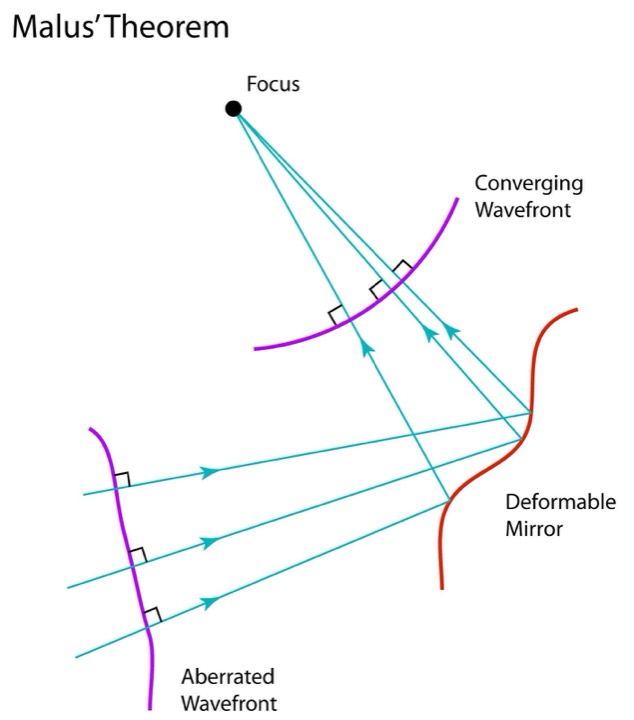 Malus' Theorem
Focus
Converging
Wavefront
Deformable
Mirror
Aberrated
Wavefront